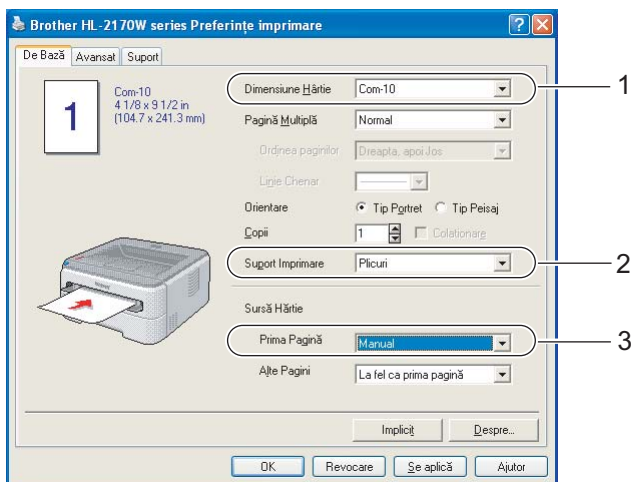 Brother HL-2170W series Preferințe imprimare
De Bază Avansat Suport
1
Com-10
4 1/8 x 9 1/2 in
(104.7 x 241.3 mm)
Dimensiune Hârtie Com-10 1
Pagină Multiplă Normal
Ordinea paginilor Dreapta, apoi Jos
Linie Chenar
Orientare Tip Portret Tip Peisaj
Copii 1 Colationare
Suport Imprimare Plicuri 2
Sursă Hârtie
Prima Pagină Manual 3
Alte Pagini La fel ca prima pagină
Implicit Despre...
OK Revocare Se aplică Ajutor